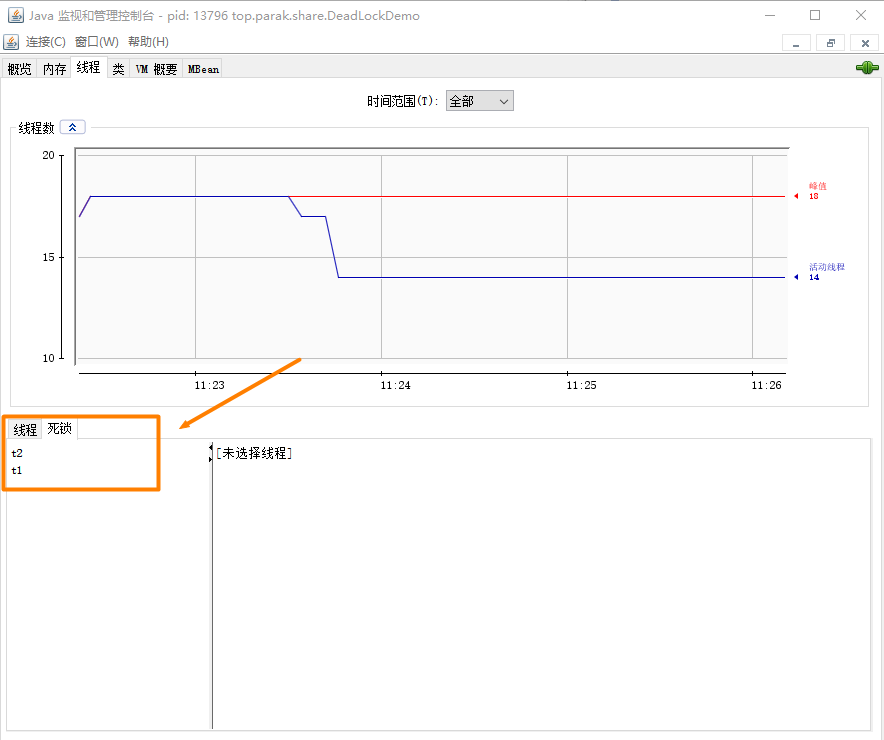 Java 监视和管理控制台 - pid: 13796 top.parak.share.DeadLockDemo
连接(C) 窗口(W) 帮助(H)
概览 内存 线程 类 VM 概要 MBean
时间范围(T): 全部
线程数
20
15
10
峰值
18
活动线程
14
11:23 11:24 11:25 11:26
线程 死锁
t2
t1
[未选择线程]